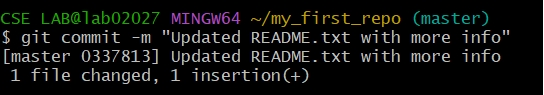 CSE LAB@lab02027 MINGW64 ~/my_first_repo (master)
$ git commit -m "Updated README.txt with more info"
[master 0337813] Updated README.txt with more info
 1 file changed, 1 insertion(+)